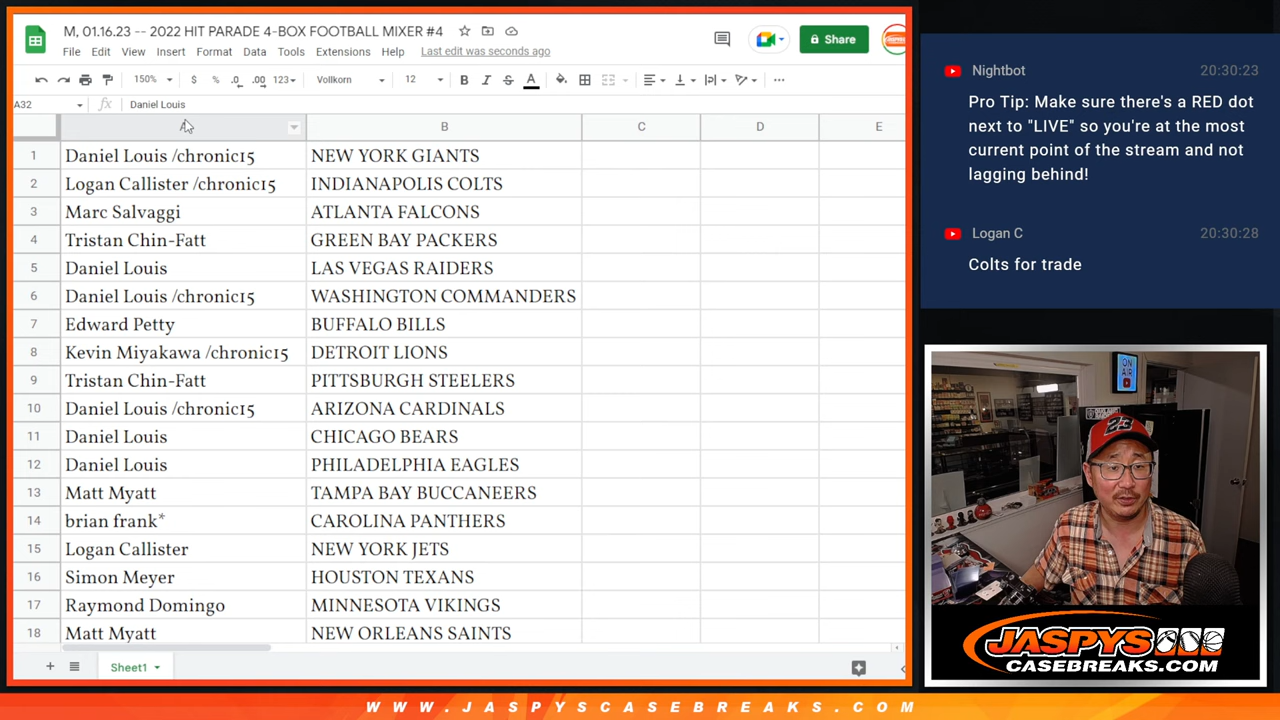 M, 01.16.23 -- 2022 HIT PARADE 4-BOX FOOTBALL MIXER #4
File Edit View Insert Format Data Tools Extensions Help Last edit was seconds ago
Share
150% $ % .0 .00 123 Vollkorn 12 B I S A
A32 fx Daniel Louis
A B C D E
1 Daniel Louis /chronic15 NEW YORK GIANTS
2 Logan Callister /chronic15 INDIANAPOLIS COLTS
3 Marc Salvaggi ATLANTA FALCONS
4 Tristan Chin-Fatt GREEN BAY PACKERS
5 Daniel Louis LAS VEGAS RAIDERS
6 Daniel Louis /chronic15 WASHINGTON COMMANDERS
7 Edward Petty BUFFALO BILLS
8 Kevin Miyakawa /chronic15 DETROIT LIONS
9 Tristan Chin-Fatt PITTSBURGH STEELERS
10 Daniel Louis /chronic15 ARIZONA CARDINALS
11 Daniel Louis CHICAGO BEARS
12 Daniel Louis PHILADELPHIA EAGLES
13 Matt Myatt TAMPA BAY BUCCANEERS
14 brian frank* CAROLINA PANTHERS
15 Logan Callister NEW YORK JETS
16 Simon Meyer HOUSTON TEXANS
17 Raymond Domingo MINNESOTA VIKINGS
18 Matt Myatt NEW ORLEANS SAINTS
Sheet1
Nightbot 20:30:23
Pro Tip: Make sure there's a RED dot
next to "LIVE" so you're at the most
current point of the stream and not
lagging behind!
Logan C 20:30:28
Colts for trade
ON
AIR
23
JASPYS
CASEBREAKS.COM
WWW.JASPYSCASEBREAKS.COM